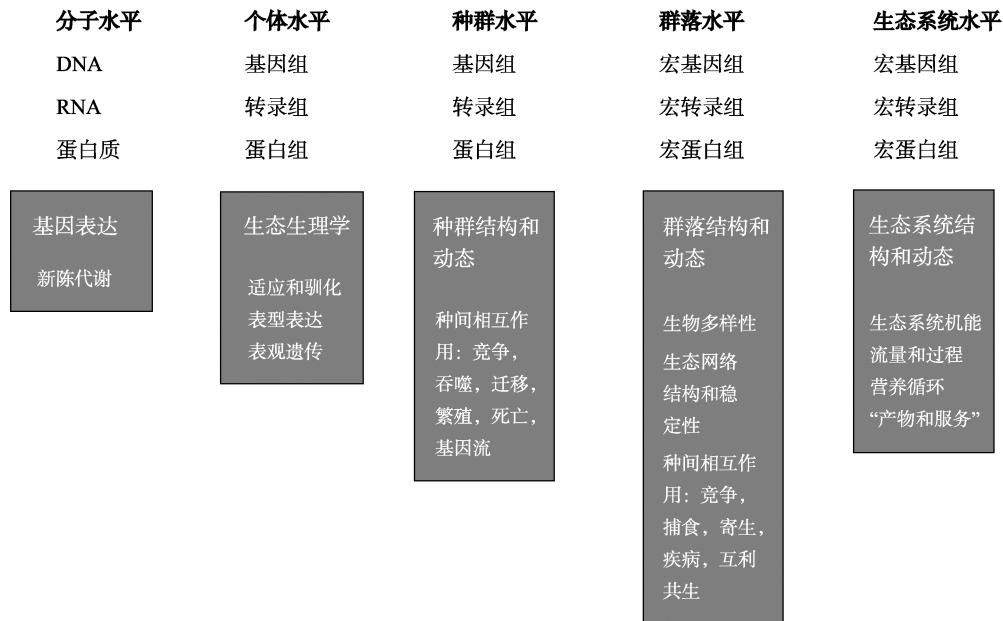 分子水平 个体水平 种群水平 群落水平 生态系统水平
DNA 基因组 基因组 宏基因组 宏基因组
RNA 转录组 转录组 宏转录组 宏转录组
蛋白质 蛋白组 蛋白组 宏蛋白组 宏蛋白组
基因表达
新陈代谢
生态生理学
适应和驯化
表型表达
表观遗传
种群结构和
动态
种间相互作
用：竞争，
吞噬，迁移，
繁殖，死亡，
基因流
群落结构和
动态
生物多样性
生态网络
结构和稳
定性
种间相互作
用：竞争，
捕食，寄生，
疾病，互利
共生
生态系统结
构和动态
生态系统机能
流量和过程
营养循环
“产物和服务”